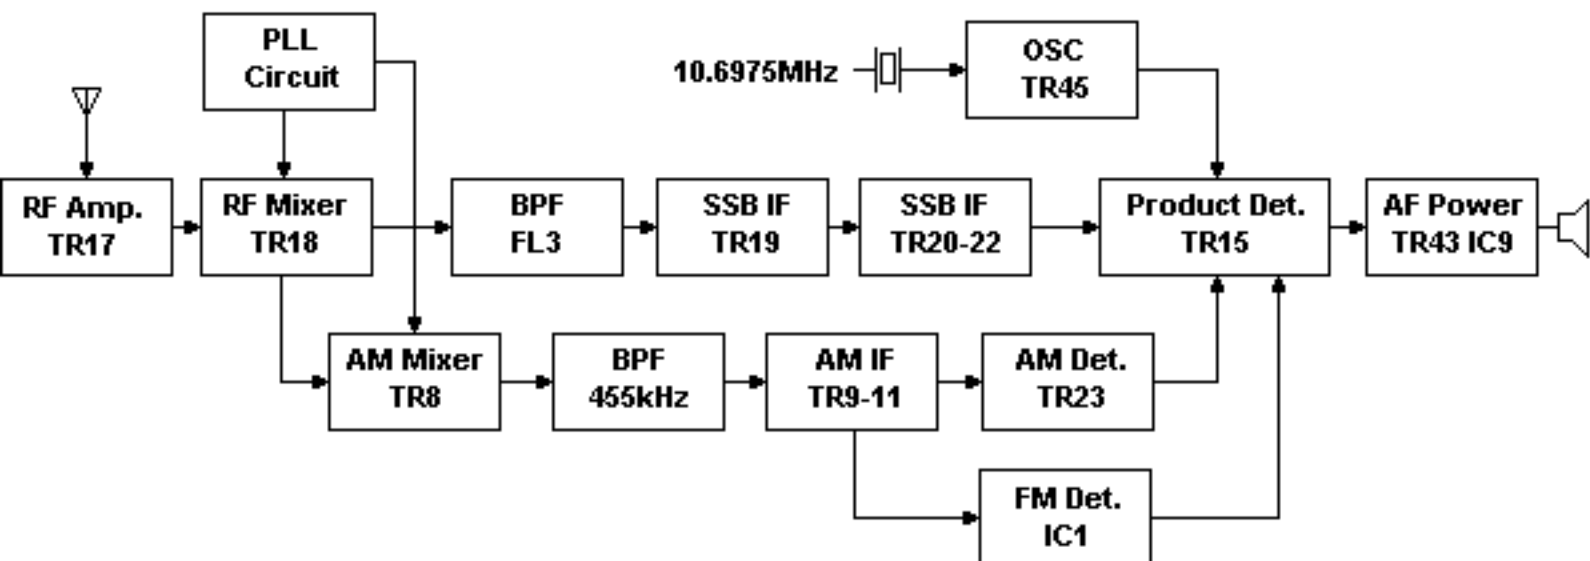 PLL
Circuit
10.6975MHz
OSC
TR45
RF Amp.
TR17
RF Mixer
TR18
BPF
FL3
SSB IF
TR19
SSB IF
TR20-22
Product Det.
TR15
AF Power
TR43 IC9
AM Mixer
TR8
BPF
455kHz
AM IF
TR9-11
AM Det.
TR23
FM Det.
IC1